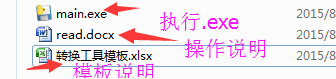 main.exe 执行.exe 2015/8
read.docx 操作说明 2015/8
转换工具模板.xlsx 2015/8
模板说明